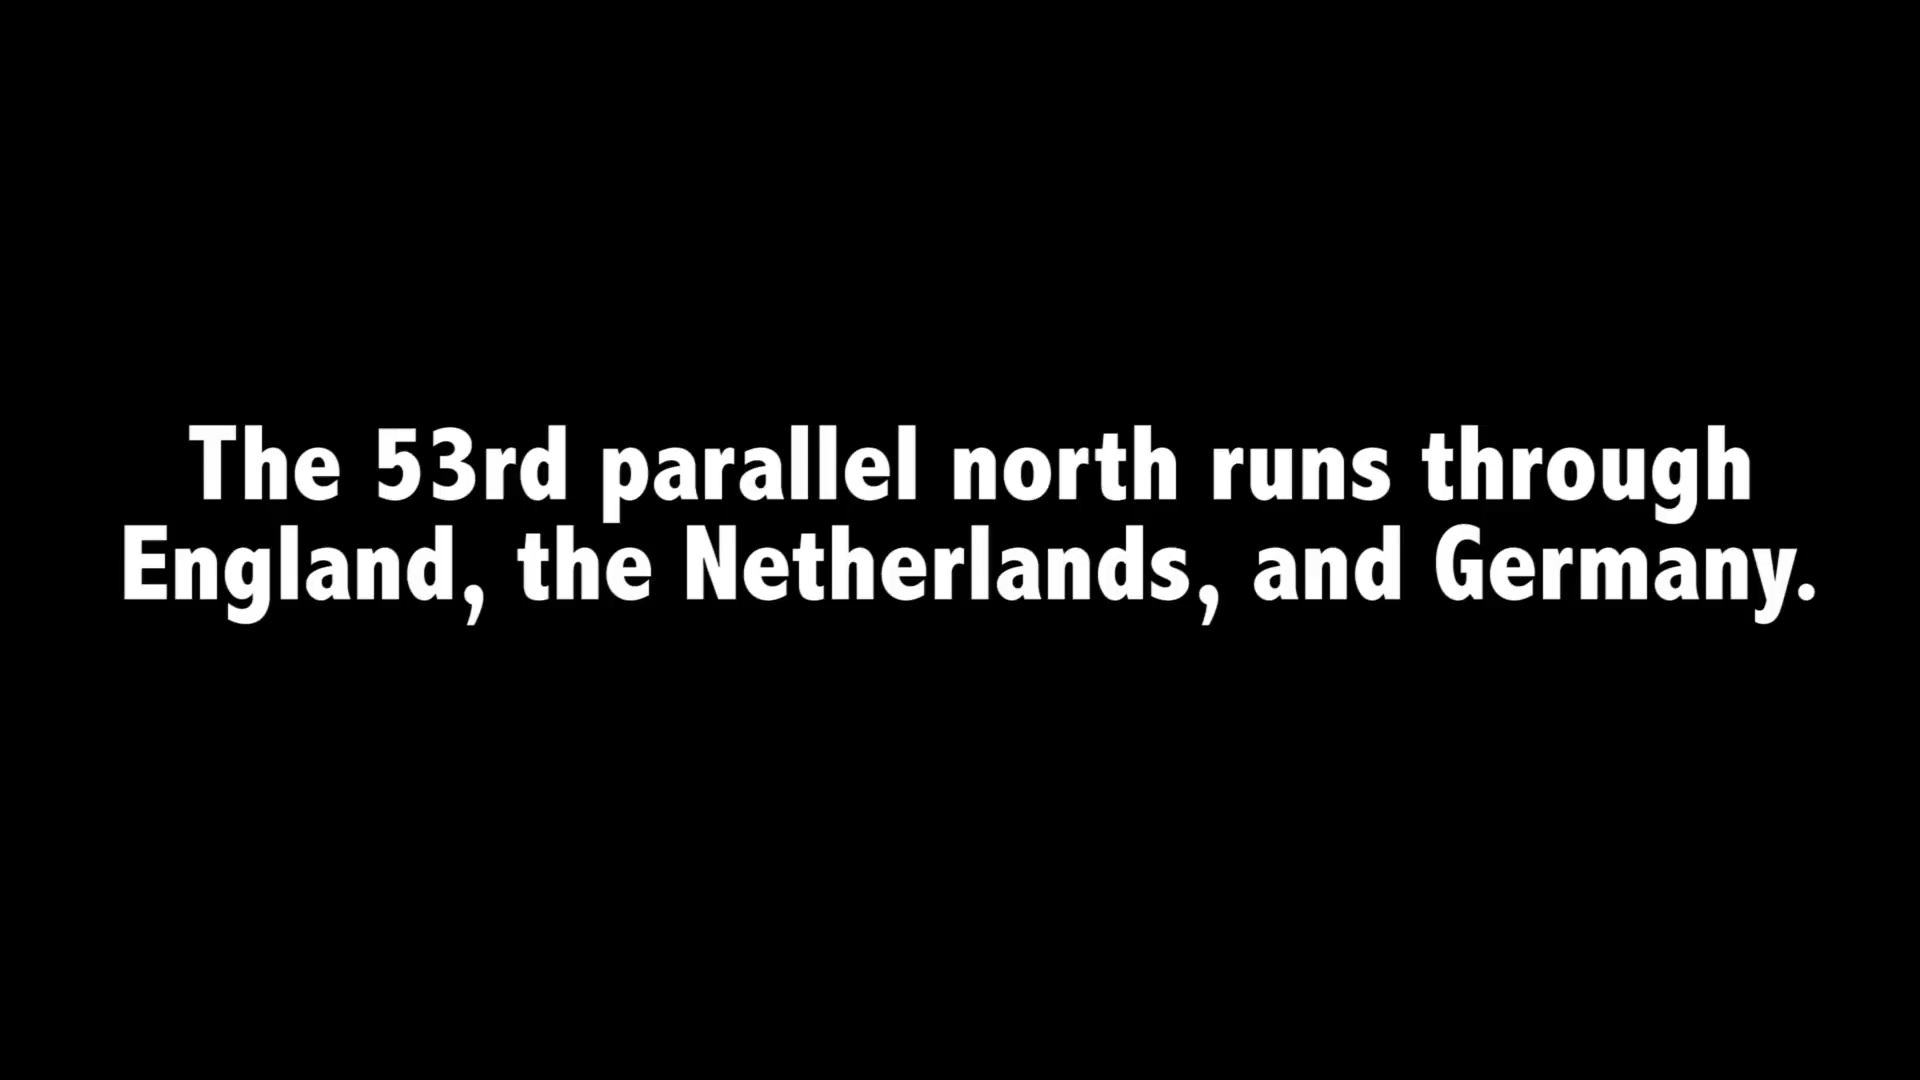 The 53rd parallel north runs through
England, the Netherlands, and Germany.